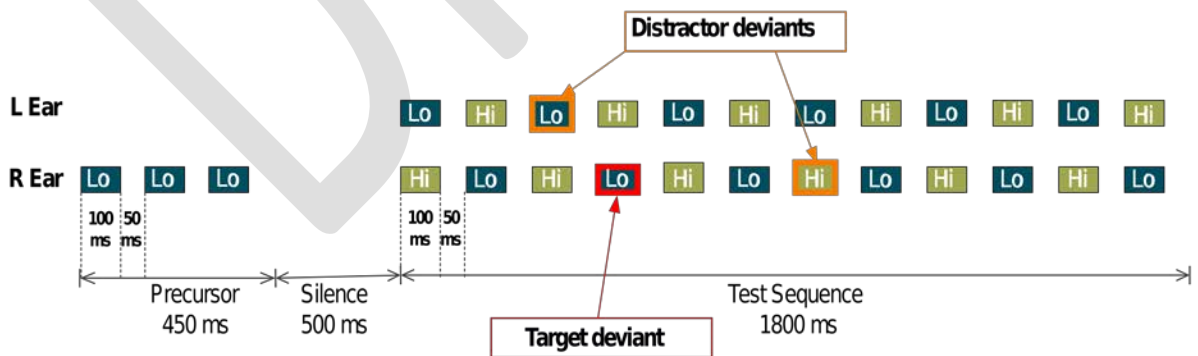 Distractor deviants
L Ear
Lo Hi Lo Hi Lo Hi Lo Hi Lo Hi Lo Hi
R Ear
Lo Lo Lo Hi Lo Hi Lo Hi Lo Hi Lo Hi Lo Hi Lo
100 50 100 50
ms ms ms ms
Precursor Silence Test Sequence
450 ms 500 ms 1800 ms
Target deviant